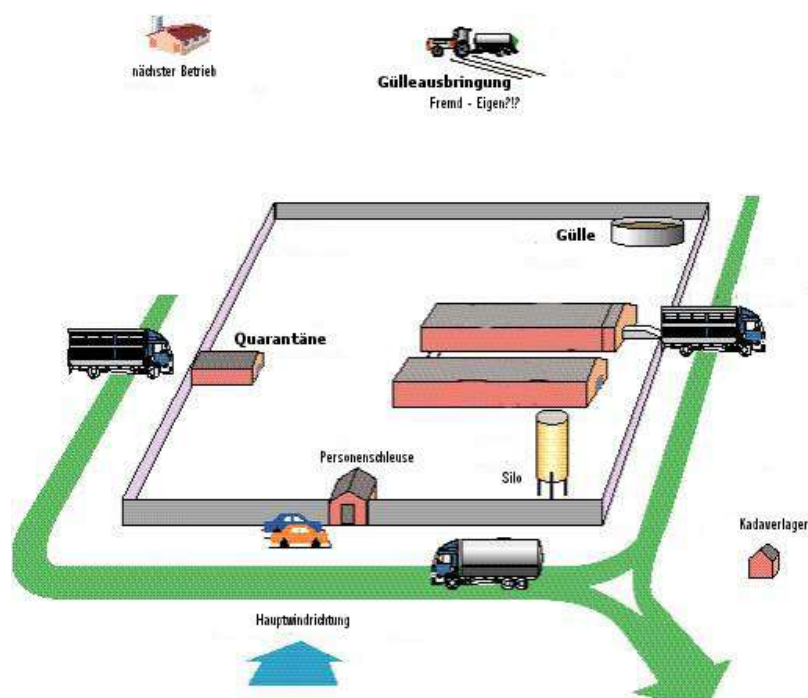 nächster Betrieb
Gülleausbringung
Fremd - Eigen?!?
Gülle
Quarantäne
Personenschleuse
Silo
Kadaverlager
Hauptwindrichtung